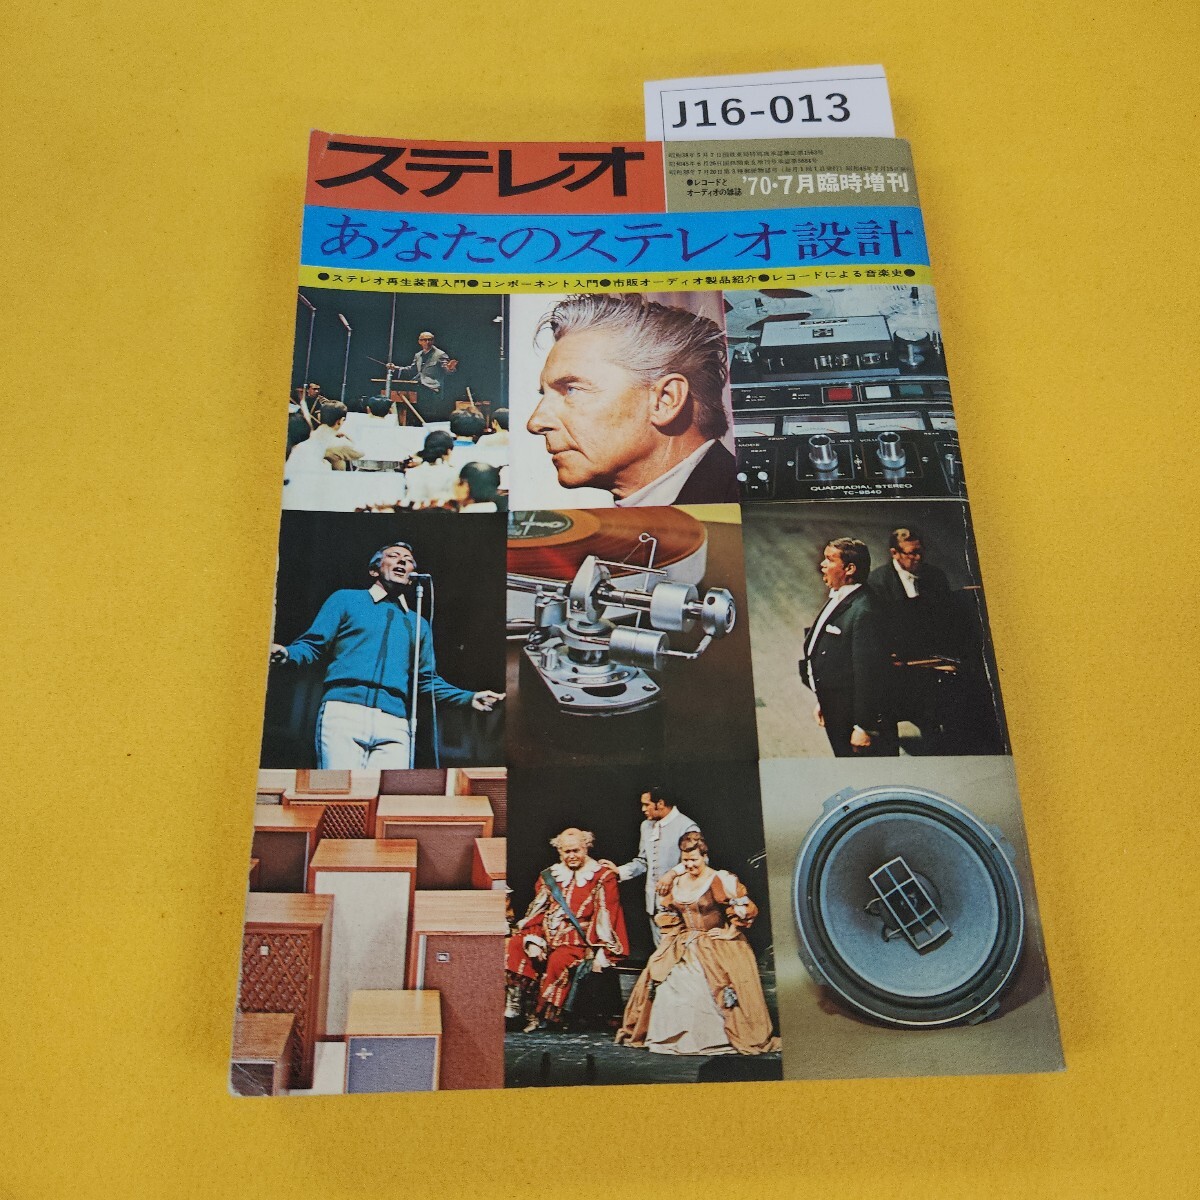 J16-013
ステレオ
●レコードと
オーディオの雑誌
'70・7月臨時増刊
あなたのステレオ設計
●ステレオ再生装置入門●コンポーネント入門●市販オーディオ製品紹介●レコードによる音楽史●
SONY
QUADRADIAL STEREO
TC-9540